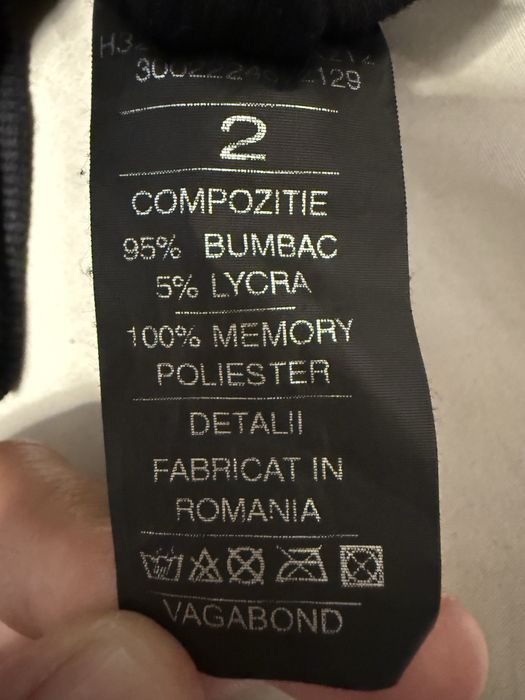 2
COMPOZITIE
95% BUMBAC
5% LYCRA
100% MEMORY
POLIESTER
DETALII
FABRICAT IN
ROMANIA
VAGABOND